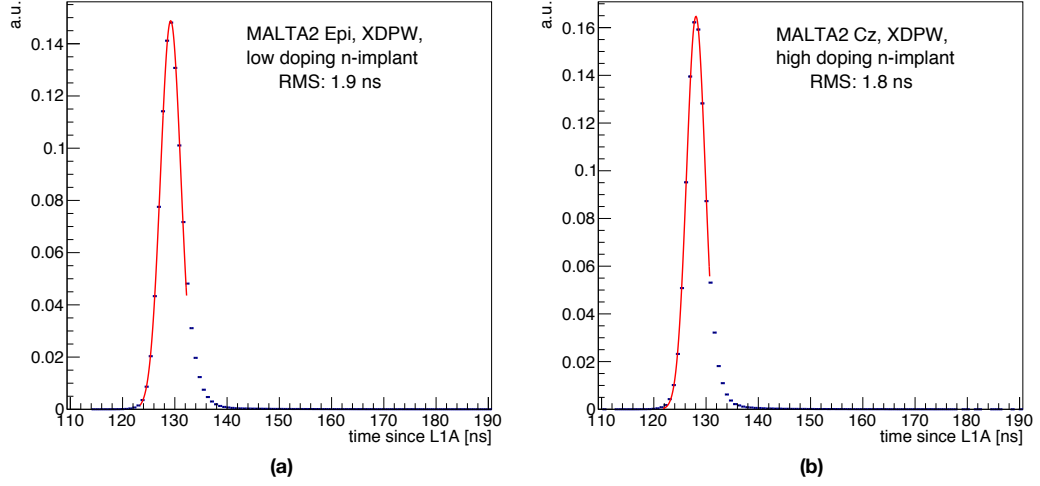 a.u.
0.14
0.12
0.1
0.08
0.06
0.04
0.02
0
MALTA2 Epi, XDPW,
low doping n-implant
RMS: 1.9 ns
110 120 130 140 150 160 170 180 190
time since L1A [ns]
(a)
a.u.
0.16
0.14
0.12
0.1
0.08
0.06
0.04
0.02
0
MALTA2 Cz, XDPW,
high doping n-implant
RMS: 1.8 ns
110 120 130 140 150 160 170 180 190
time since L1A [ns]
(b)